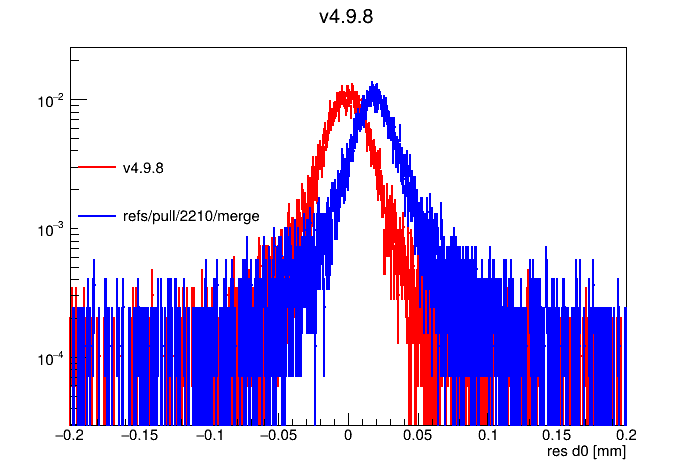 v4.9.8
10⁻²
v4.9.8
refs/pull/2210/merge
10⁻³
10⁻⁴
−0.2 −0.15 −0.1 −0.05 0 0.05 0.1 0.15 0.2
res d0 [mm]